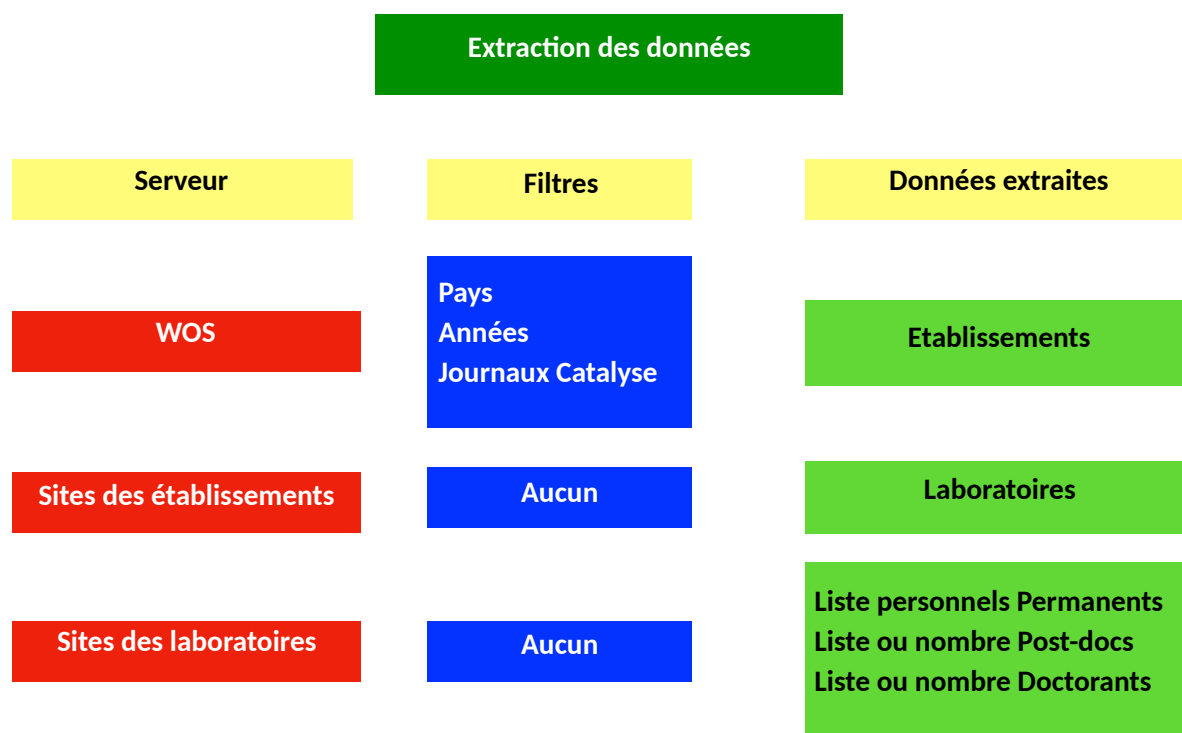 Extraction des données
Serveur
Filtres
Données extraites
WOS
Pays
Années
Journaux Catalyse
Etablissements
Sites des établissements
Aucun
Laboratoires
Sites des laboratoires
Aucun
Liste personnels Permanents
Liste ou nombre Post-docs
Liste ou nombre Doctorants